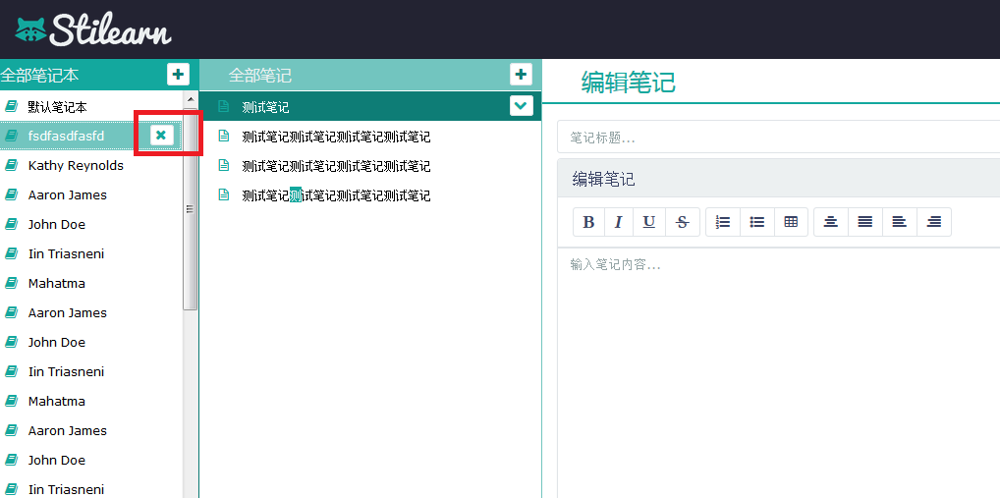 Stilearn
全部笔记本
默认笔记本
fsdfasdfasfd
Kathy Reynolds
Aaron James
John Doe
Iin Triasneni
Mahatma
Aaron James
John Doe
Iin Triasneni
Mahatma
Aaron James
John Doe
Iin Triasneni
全部笔记
测试笔记
测试笔记测试笔记测试笔记测试笔记
测试笔记测试笔记测试笔记测试笔记
测试笔记测试笔记测试笔记测试笔记
编辑笔记
笔记标题...
编辑笔记
B I U S
输入笔记内容...